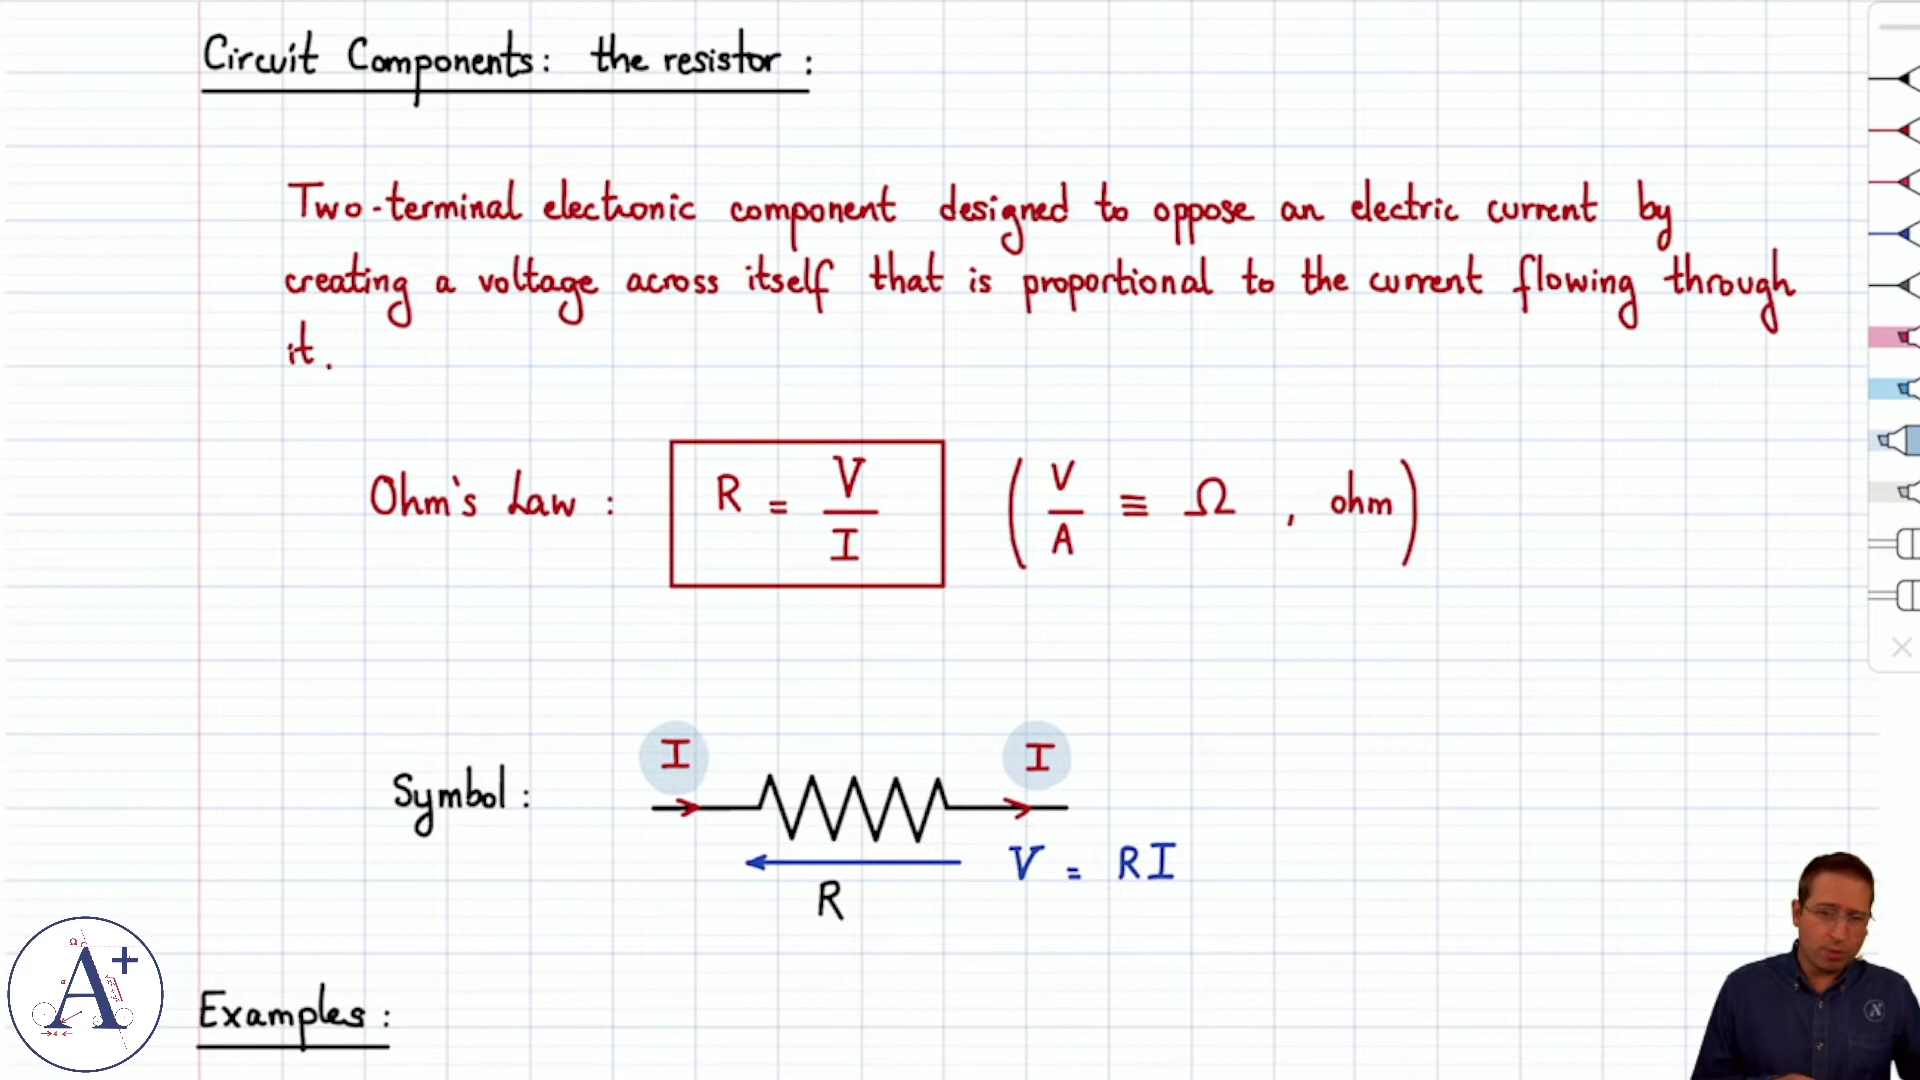 Circuit Components: the resistor :
Two-terminal electronic component designed to oppose an electric current by
creating a voltage across itself that is proportional to the current flowing through
it.
Ohm's Law : R = V/I ( V/A ≡ Ω , ohm )
I I
Symbol :
V = RI
R
A+
Examples :